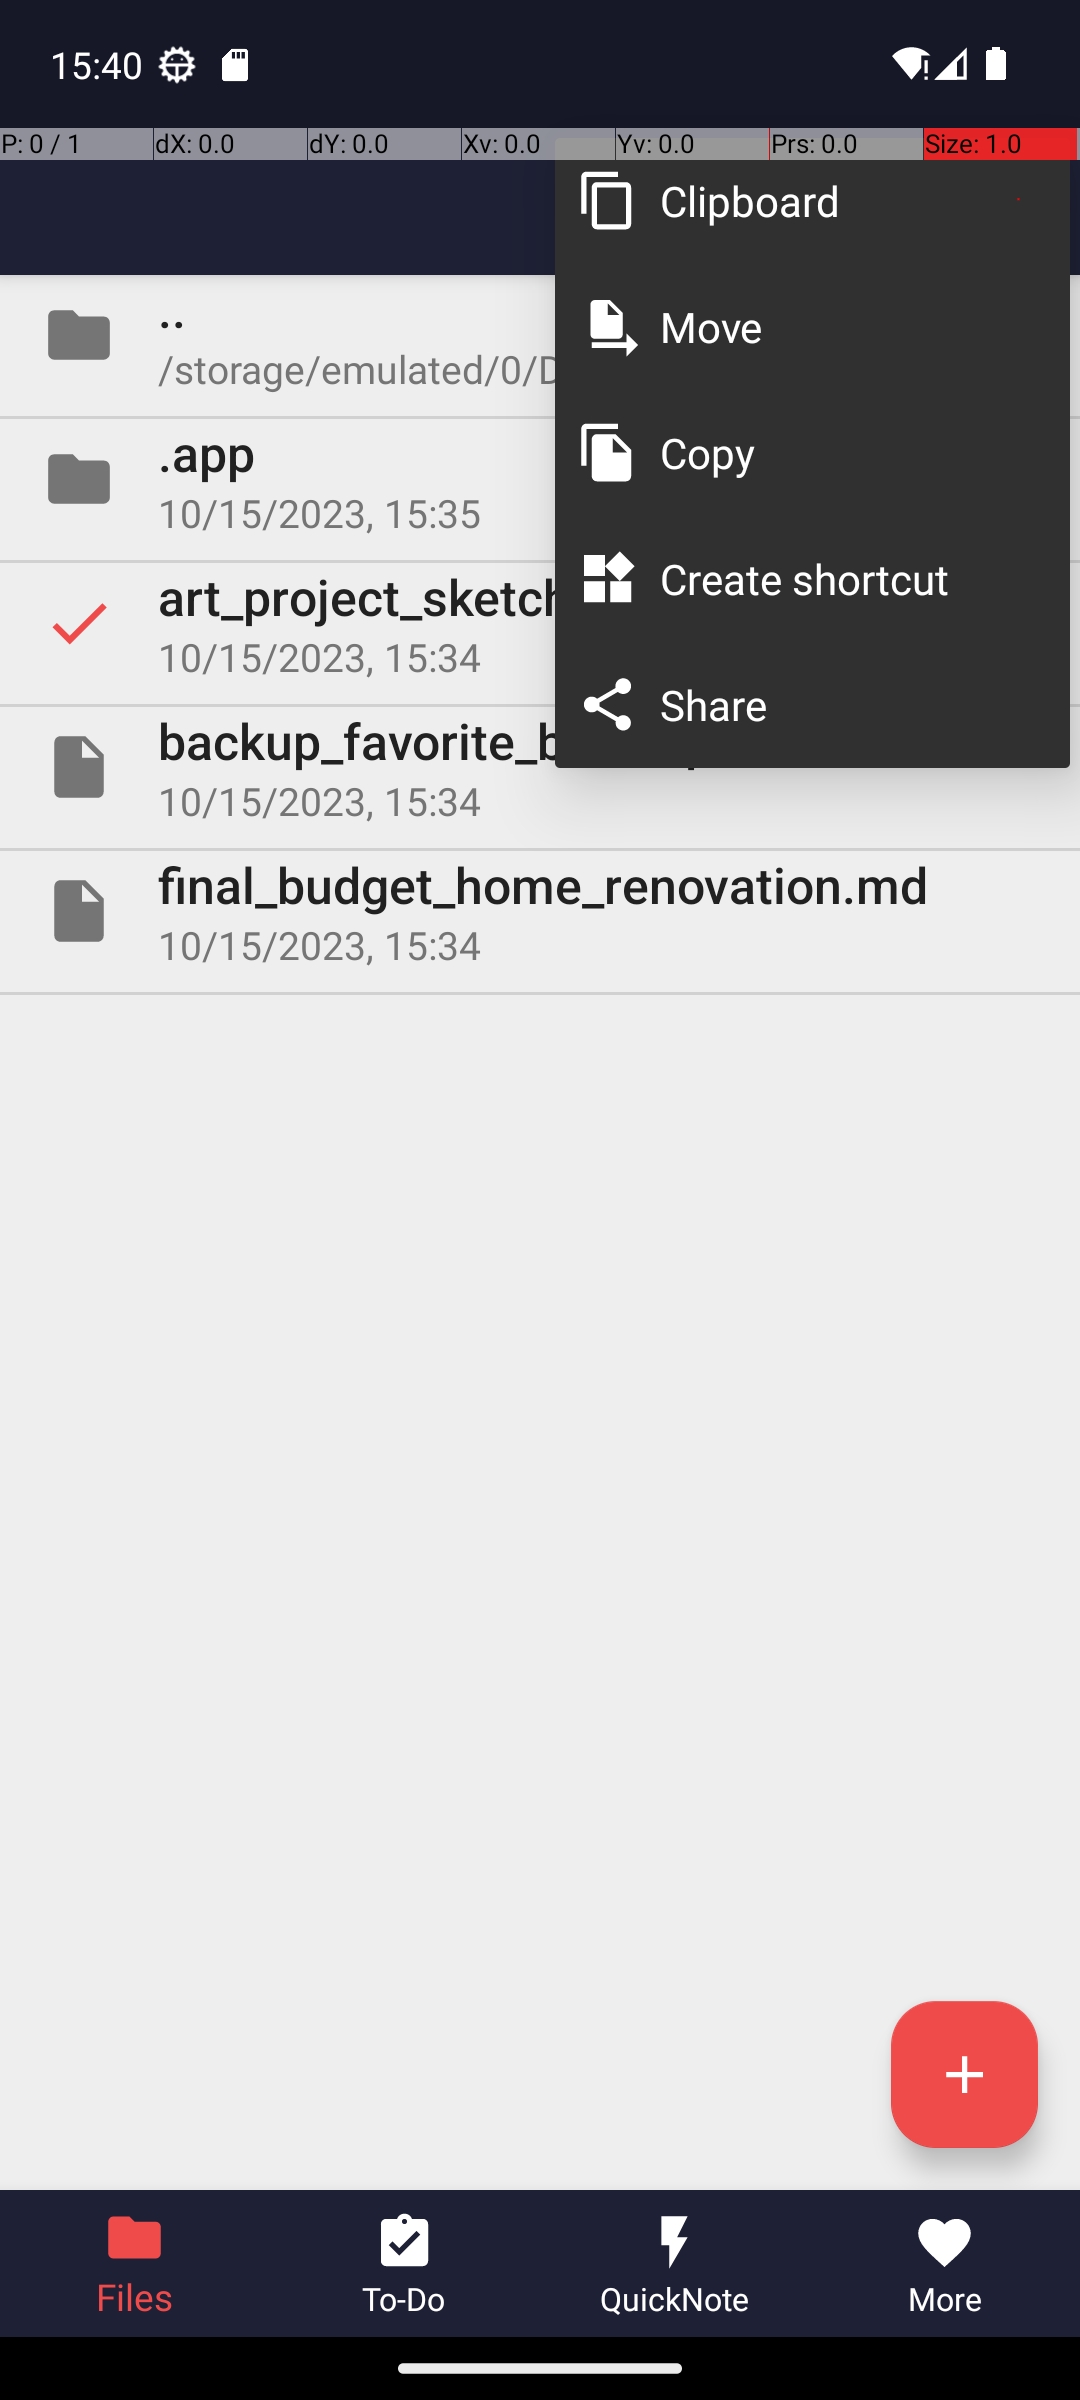 15:40
P: 0 / 1 dX: 0.0 dY: 0.0 Xv: 0.0 Yv: 0.0 Prs: 0.0 Size: 1.0
Clipboard
Move
Copy
Create shortcut
Share
..
/storage/emulated/0/D
.app
10/15/2023, 15:35
art_project_sketch
10/15/2023, 15:34
backup_favorite_b
10/15/2023, 15:34
final_budget_home_renovation.md
10/15/2023, 15:34
Files
To-Do
QuickNote
More